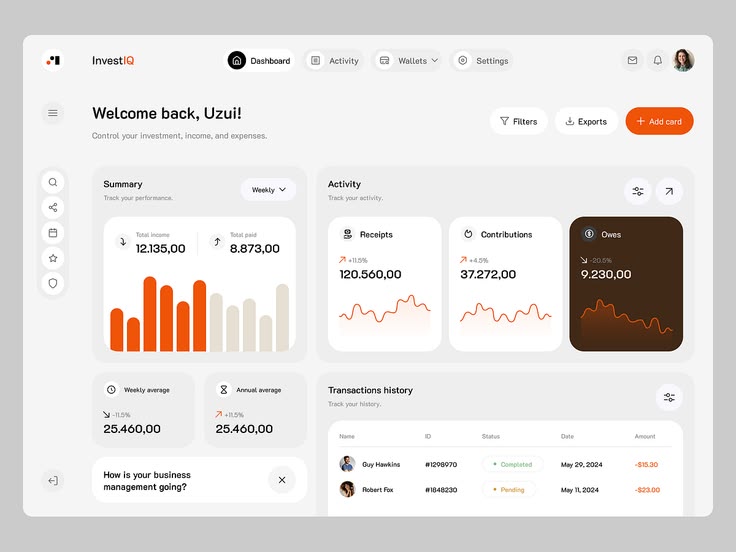 InvestIQ
Dashboard
Activity
Wallets
Settings
Welcome back, Uzui!
Control your investment, income, and expenses.
Filters
Exports
Add card
Summary
Track your performance.
Weekly
Total income
12.135,00
Total paid
8.873,00
Activity
Track your activity.
Receipts
+11.5%
120.560,00
Contributions
+4.5%
37.272,00
Owes
-20.5%
9.230,00
Weekly average
-11.5%
25.460,00
Annual average
+11.5%
25.460,00
How is your business
management going?
Transactions history
Track your history.
Name ID Status Date Amount
Guy Hawkins #1298970 Completed May 29, 2024 -$15.30
Robert Fox #1848230 Pending May 11, 2024 -$23.00